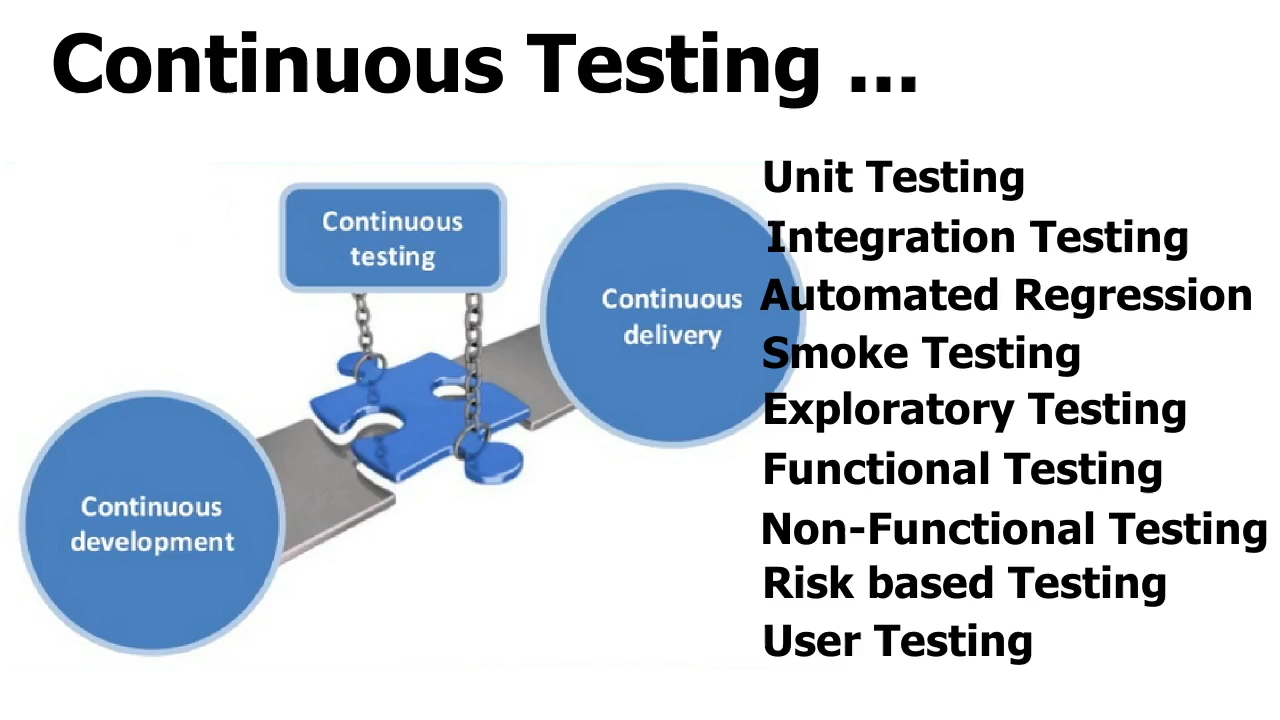 Continuous Testing ...
Continuous
testing
Continuous
delivery
Continuous
development
Unit Testing
Integration Testing
Automated Regression
Smoke Testing
Exploratory Testing
Functional Testing
Non-Functional Testing
Risk based Testing
User Testing